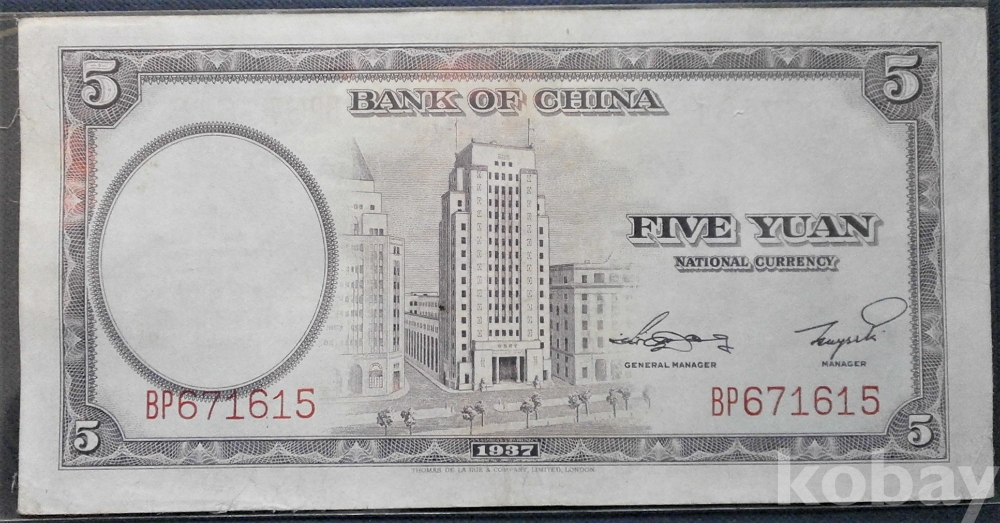 5 5
BANK OF CHINA
FIVE YUAN
NATIONAL CURRENCY
GENERAL MANAGER MANAGER
BP671615 BP671615
5 5
1937
THOMAS DE LA RUE & COMPANY, LIMITED, LONDON
kobay